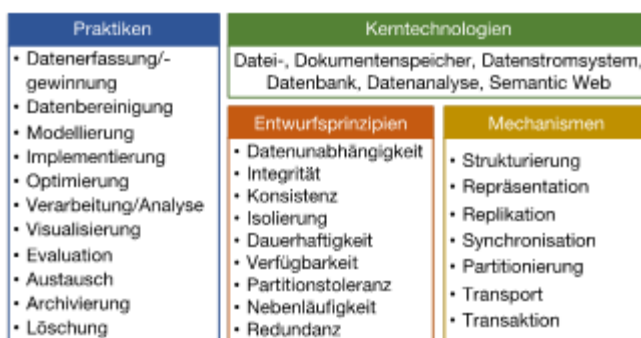 Praktiken
• Datenerfassung/-
gewinnung
• Datenbereinigung
• Modellierung
• Implementierung
• Optimierung
• Verarbeitung/Analyse
• Visualisierung
• Evaluation
• Austausch
• Archivierung
• Löschung
Kerntechnologien
Datei-, Dokumentenspeicher, Datenstromsystem,
Datenbank, Datenanalyse, Semantic Web
Entwurfsprinzipien
• Datenunabhängigkeit
• Integrität
• Konsistenz
• Isolierung
• Dauerhaftigkeit
• Verfügbarkeit
• Partitionstoleranz
• Nebenläufigkeit
• Redundanz
Mechanismen
• Strukturierung
• Repräsentation
• Replikation
• Synchronisation
• Partitionierung
• Transport
• Transaktion